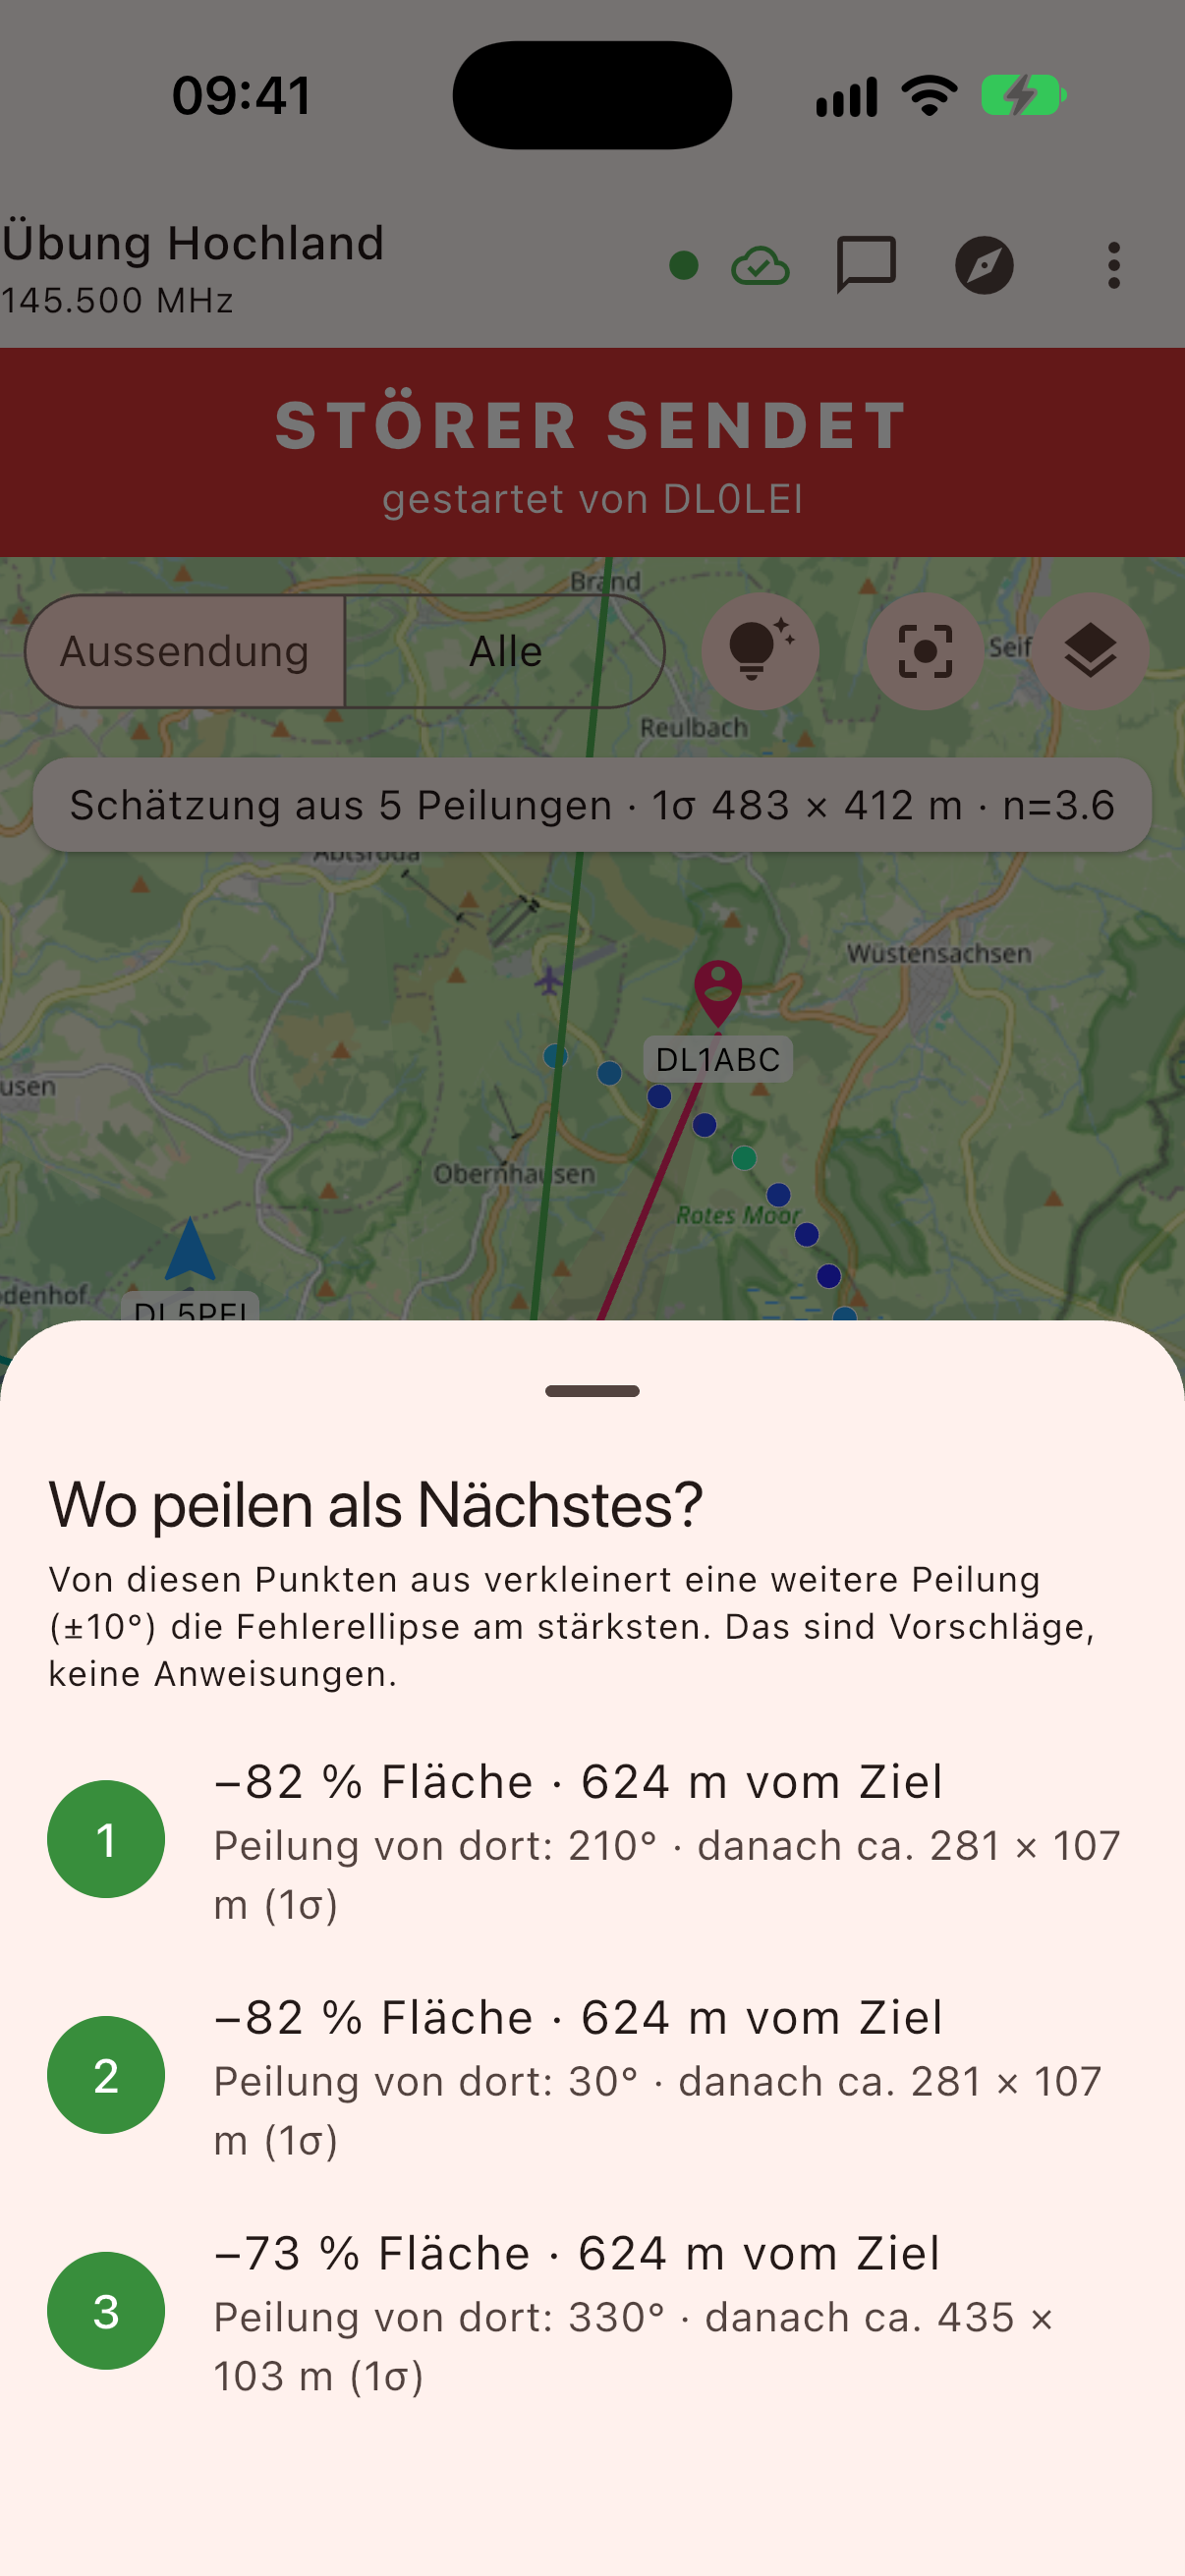 09:41
Übung Hochland
145.500 MHz
STÖRER SENDET
gestartet von DL0LEI
Brand
Aussendung
Alle
Seif
Reulbach
Schätzung aus 5 Peilungen · 1σ 483 × 412 m · n=3.6
Abtsroda
Wüstensachsen
DL1ABC
usen
Obernhausen
Rotes Moor
odenhof
DL5PEI
Wo peilen als Nächstes?
Von diesen Punkten aus verkleinert eine weitere Peilung
(±10°) die Fehlerellipse am stärksten. Das sind Vorschläge,
keine Anweisungen.
1
−82 % Fläche · 624 m vom Ziel
Peilung von dort: 210° · danach ca. 281 × 107
m (1σ)
2
−82 % Fläche · 624 m vom Ziel
Peilung von dort: 30° · danach ca. 281 × 107
m (1σ)
3
−73 % Fläche · 624 m vom Ziel
Peilung von dort: 330° · danach ca. 435 ×
103 m (1σ)